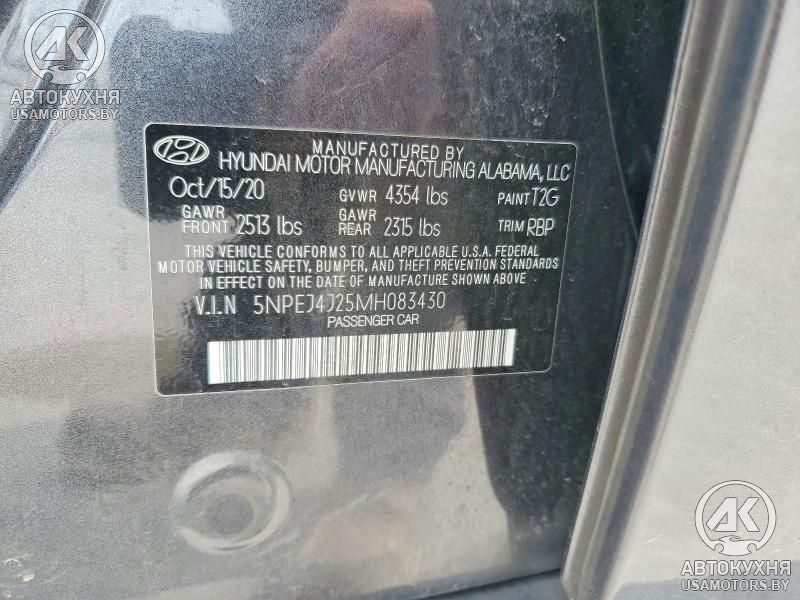 AK
АВТОКУХНЯ
USAMOTORS.BY
MANUFACTURED BY
HYUNDAI MOTOR MANUFACTURING ALABAMA, LLC
Oct/15/20 GVWR 4354 lbs PAINT T2G
GAWR FRONT 2513 lbs GAWR REAR 2315 lbs TRIM RBP
THIS VEHICLE CONFORMS TO ALL APPLICABLE U.S.A. FEDERAL
MOTOR VEHICLE SAFETY, BUMPER, AND THEFT PREVENTION STANDARDS
IN EFFECT ON THE DATE OF MANUFACTURE SHOWN ABOVE.
V.I.N 5NPEJ4J25MH083430
PASSENGER CAR
AK
АВТОКУХНЯ
USAMOTORS.BY